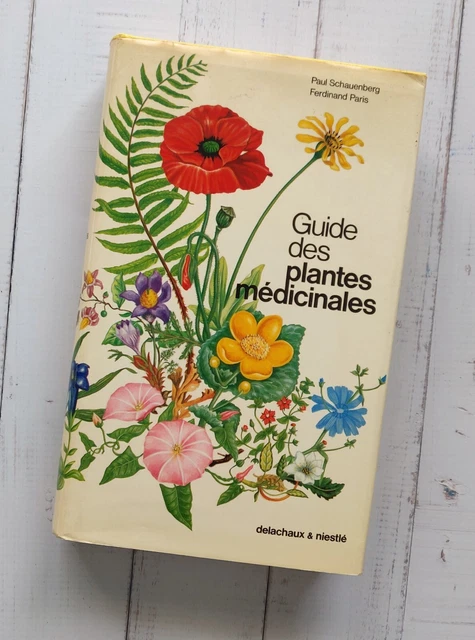 Paul Schauenberg
Ferdinand Paris
Guide
des
plantes
médicinales
delachaux & niestlé